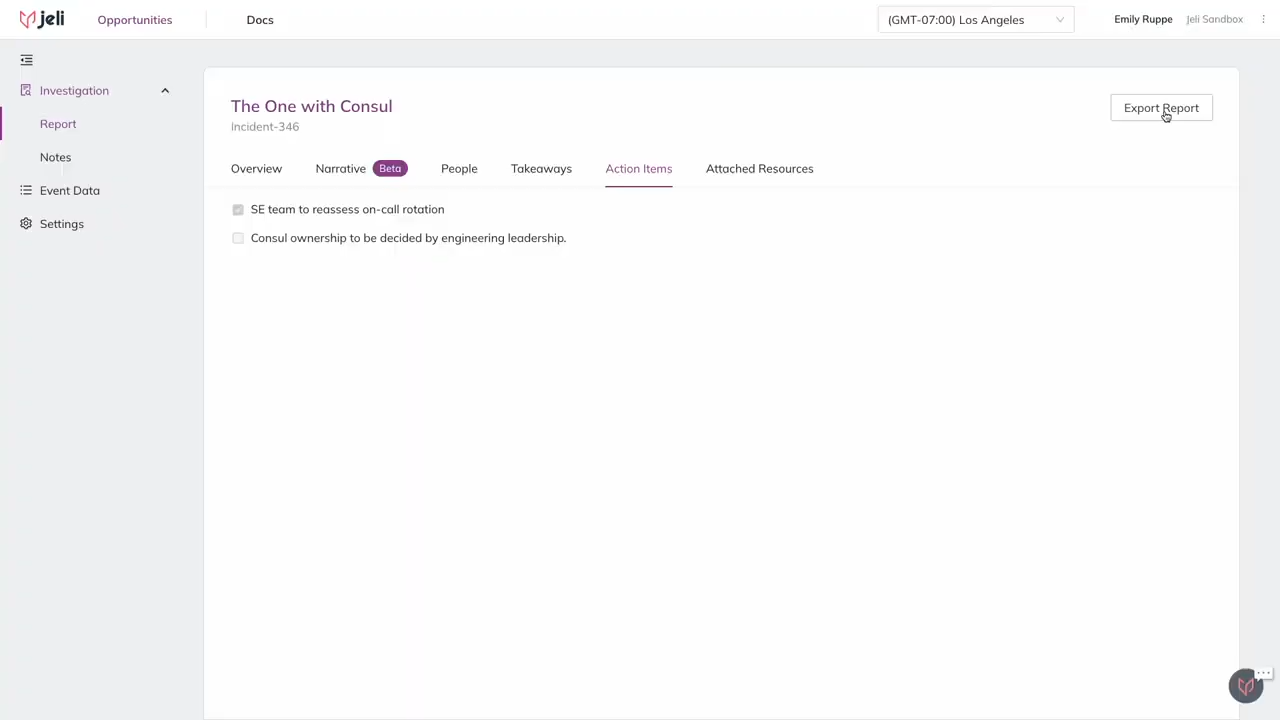 jeli
Opportunities
Docs
(GMT-07:00) Los Angeles
Emily Ruppe
Jeli Sandbox
Investigation
Report
Notes
Event Data
Settings
The One with Consul
Incident-346
Export Report
Overview
Narrative Beta
People
Takeaways
Action Items
Attached Resources
SE team to reassess on-call rotation
Consul ownership to be decided by engineering leadership.